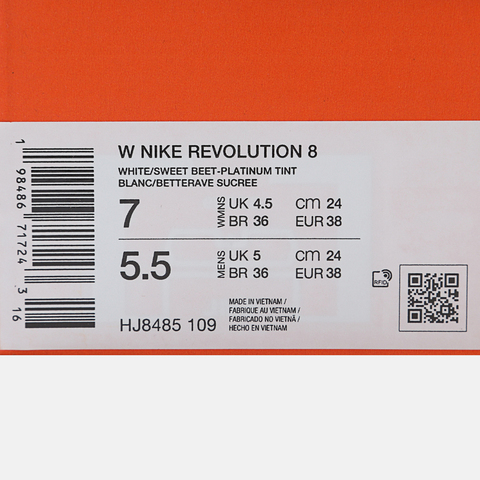 W NIKE REVOLUTION 8
WHITE/SWEET BEET-PLATINUM TINT
BLANC/BETTERAVE SUCREE
7 WMNS UK 4.5 cm 24
BR 36 EUR 38
5.5 MENS UK 5 cm 24
BR 36 EUR 38
MADE IN VIETNAM /
FABRIQUE AU VIETNAM /
FABRICADO NO VIETNÃ /
HECHO EN VIETNAM
HJ8485 109
1 98486 71724 3 16
RFID